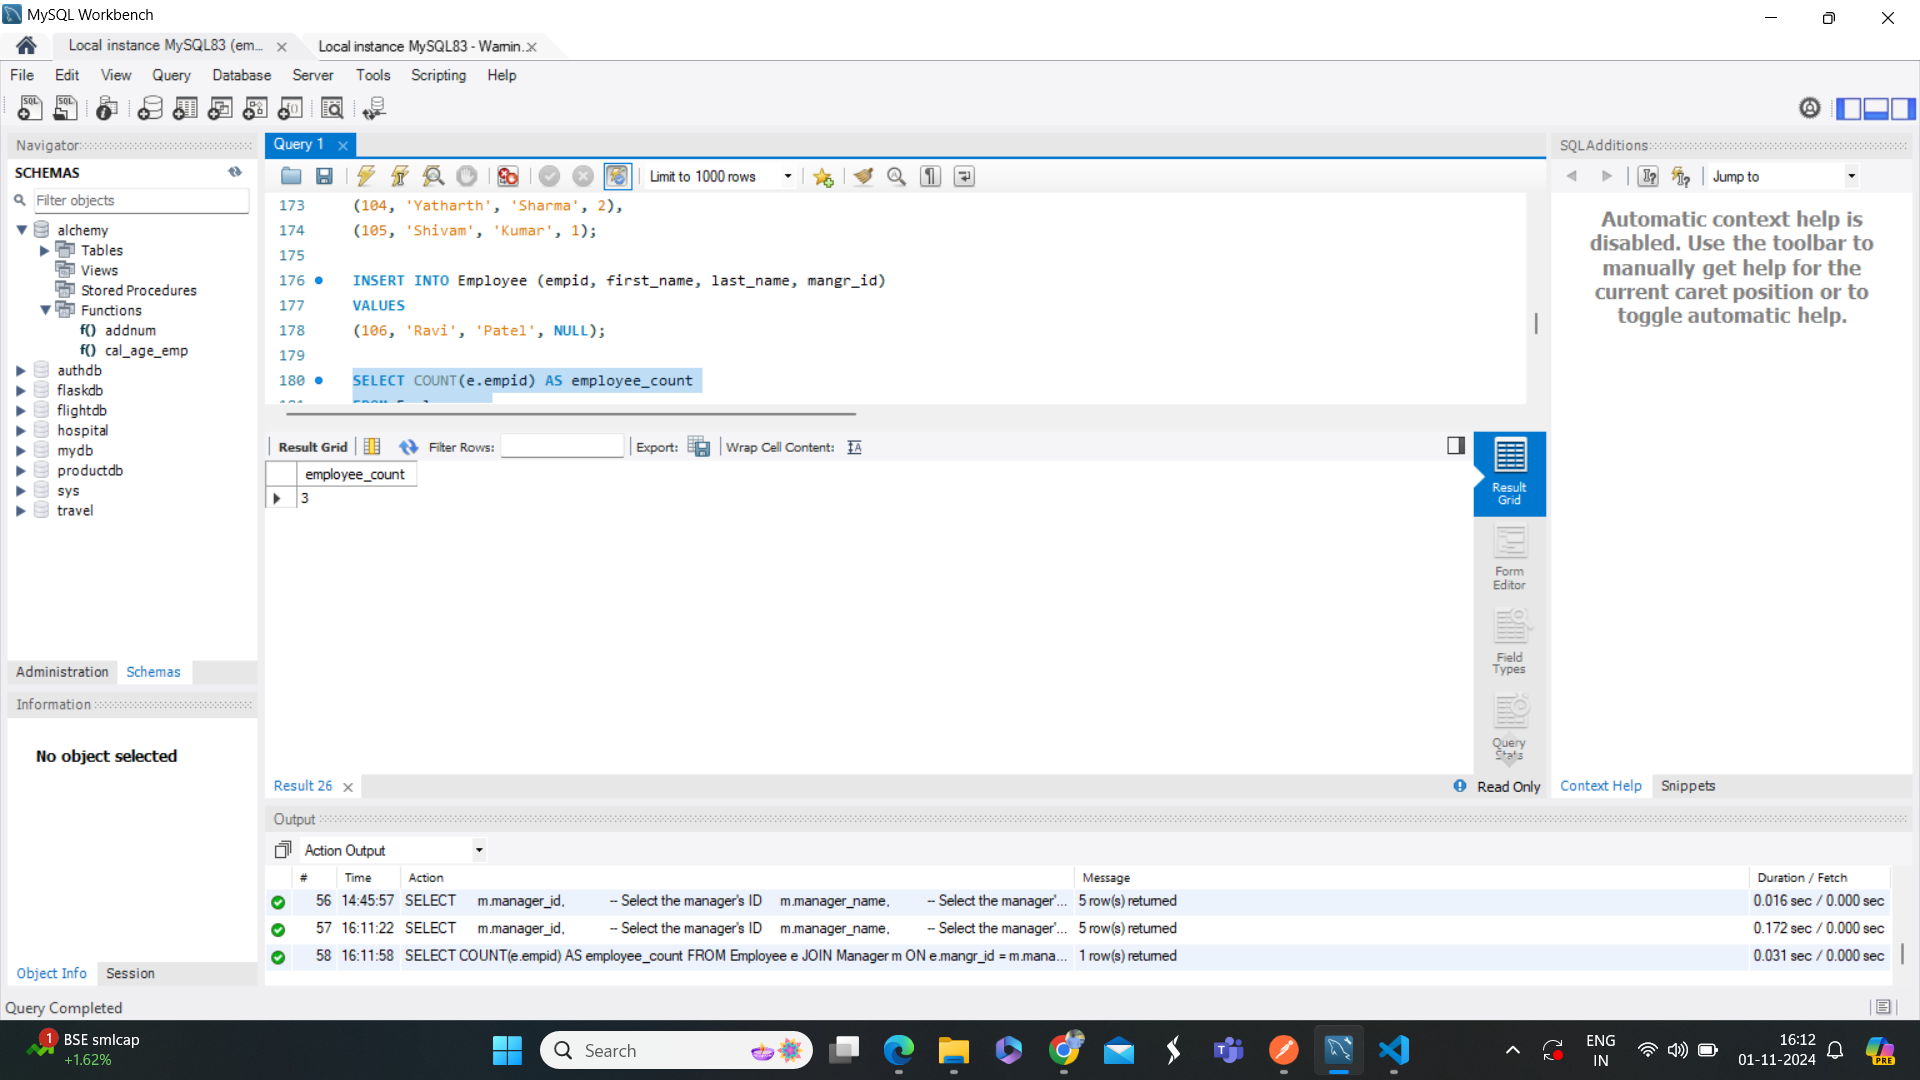 MySQL Workbench
Local instance MySQL83 (em...
Local instance MySQL83 - Warnin...
File Edit View Query Database Server Tools Scripting Help
Navigator
SCHEMAS
Filter objects
alchemy
Tables
Views
Stored Procedures
Functions
f() addnum
f() cal_age_emp
authdb
flaskdb
flightdb
hospital
mydb
productdb
sys
travel
Administration Schemas
Information
No object selected
Object Info Session
Query Completed
Query 1
Limit to 1000 rows
173 (104, 'Yatharth', 'Sharma', 2),
174 (105, 'Shivam', 'Kumar', 1);
175
176 INSERT INTO Employee (empid, first_name, last_name, mangr_id)
177 VALUES
178 (106, 'Ravi', 'Patel', NULL);
179
180 SELECT COUNT(e.empid) AS employee_count
Result Grid Filter Rows: Export: Wrap Cell Content:
employee_count
3
Result Grid
Form Editor
Field Types
Query Stats
Result 26
Read Only
SQLAdditions
Jump to
Automatic context help is
disabled. Use the toolbar to
manually get help for the
current caret position or to
toggle automatic help.
Context Help Snippets
Output
Action Output
# Time Action Message Duration / Fetch
56 14:45:57 SELECT m.manager_id, -- Select the manager's ID m.manager_name, -- Select the manager'... 5 row(s) returned 0.016 sec / 0.000 sec
57 16:11:22 SELECT m.manager_id, -- Select the manager's ID m.manager_name, -- Select the manager'... 5 row(s) returned 0.172 sec / 0.000 sec
58 16:11:58 SELECT COUNT(e.empid) AS employee_count FROM Employee e JOIN Manager m ON e.mangr_id = m.mana... 1 row(s) returned 0.031 sec / 0.000 sec
1
BSE smlcap
+1.62%
Search
ENG
IN
16:12
01-11-2024
PRE